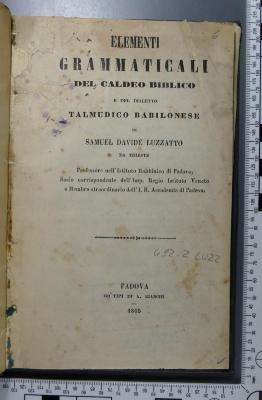 ELEMENTI
GRAMMATICALI
DEL CALDEO BIBLICO
E DEL DIALETTO
TALMUDICO BABILONESE
DI
SAMUEL DAVIDE LUZZATTO
DA TRIESTE
Professore nell'Istituto Rabbinico di Padova,
Socio corrispondente dell'Imp. Regio Istituto Veneto
e Membro straordinario dell'I. R. Accademia di Padova.
PADOVA
CO' TIPI DI A. BIANCHI
1865